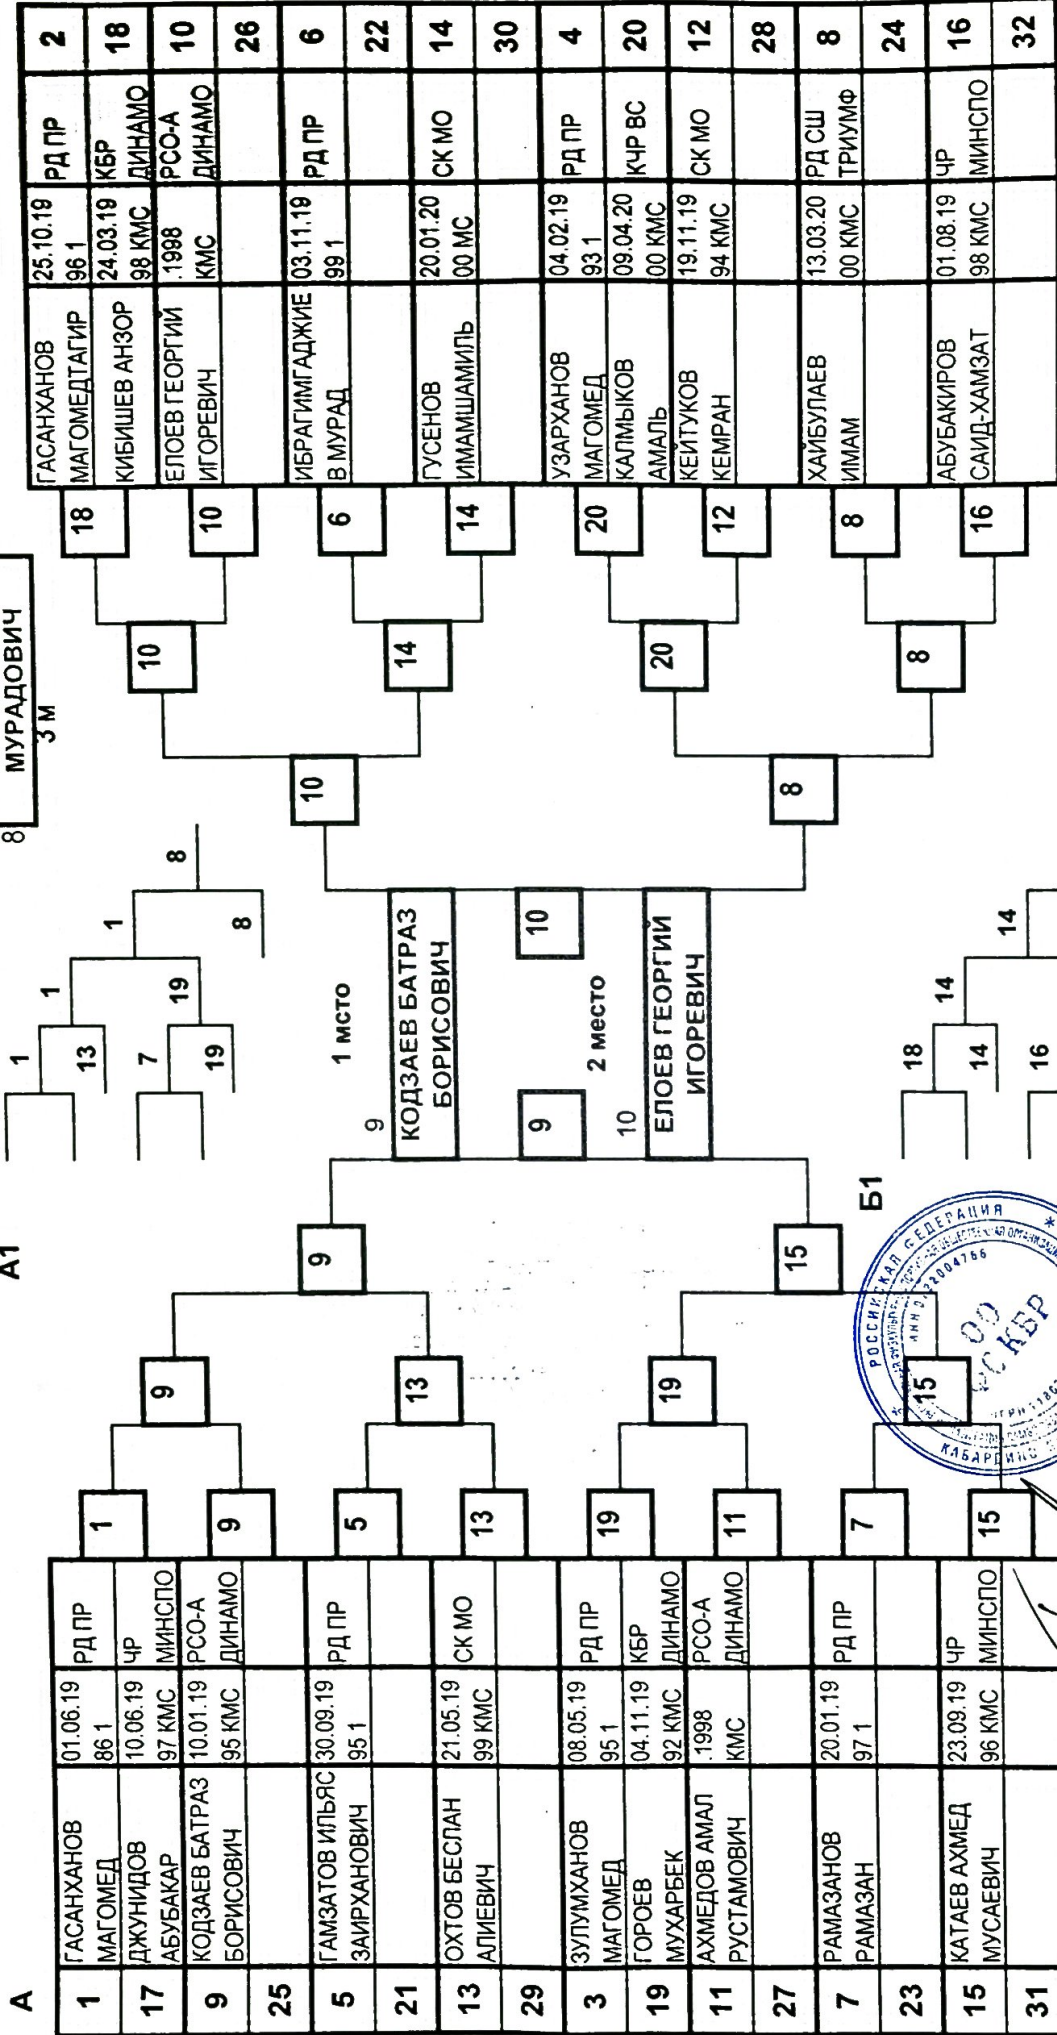 А
1
ГАСАНХАНОВ
МАГОМЕД
01.06.19
86 1
РД ПР
17
ДЖУНИДОВ
АБУБАКАР
10.06.19
97 КМС
ЧР
МИНСПО
9
КОДЗАЕВ БАТРАЗ
БОРИСОВИЧ
10.01.19
95 КМС
РСО-А
ДИНАМО
25
5
ГАМЗАТОВ ИЛЬЯС
ЗАИРХАНОВИЧ
30.09.19
95 1
РД ПР
21
13
ОХТОВ БЕСЛАН
АЛИЕВИЧ
21.05.19
99 КМС
СК МО
29
3
ЗУЛУМХАНОВ
МАГОМЕД
08.05.19
95 1
РД ПР
19
ГОРОЕВ
МУХАРБЕК
04.11.19
92 КМС
КБР
ДИНАМО
11
АХМЕДОВ АМАЛ
РУСТАМОВИЧ
.1998
КМС
РСО-А
ДИНАМО
27
7
РАМАЗАНОВ
РАМАЗАН
20.01.19
97 1
РД ПР
23
15
КАТАЕВ АХМЕД
МУСАЕВИЧ
23.09.19
96 КМС
ЧР
МИНСПО
31
1
9
5
13
19
11
7
15
9
13
19
15
9
15
А1
1
13
7
19
1
19
1
8
8
8
МУРАДОВИЧ
3 М
1 мсто
9
КОДЗАЕВ БАТРАЗ
БОРИСОВИЧ
9
10
2 место
10
ЕЛОЕВ ГЕОРГИЙ
ИГОРЕВИЧ
Б1
18
14
16
14
14
РОССИЙСКАЯ ФЕДЕРАЦИЯ
КАБАРДИНО
ОО
ФС КБР
10
8
10
14
20
8
18
10
6
14
20
12
8
16
ГАСАНХАНОВ
МАГОМЕДТАГИР
25.10.19
96 1
РД ПР
2
КИБИШЕВ АНЗОР
24.03.19
98 КМС
КБР
ДИНАМО
18
ЕЛОЕВ ГЕОРГИЙ
ИГОРЕВИЧ
.1998
КМС
РСО-А
ДИНАМО
10
26
ИБРАГИМГАДЖИЕ
В МУРАД
03.11.19
99 1
РД ПР
6
22
ГУСЕНОВ
ИМАМШАМИЛЬ
20.01.20
00 МС
СК МО
14
30
УЗАРХАНОВ
МАГОМЕД
04.02.19
93 1
РД ПР
4
КАЛМЫКОВ
АМАЛЬ
09.04.20
00 КМС
КЧР ВС
20
КЕЙТУКОВ
КЕМРАН
19.11.19
94 КМС
СК МО
12
28
ХАЙБУЛАЕВ
ИМАМ
13.03.20
00 КМС
РД СШ
ТРИУМФ
8
24
АБУБАКИРОВ
САИД-ХАМЗАТ
01.08.19
98 КМС
ЧР
МИНСПО
16
32